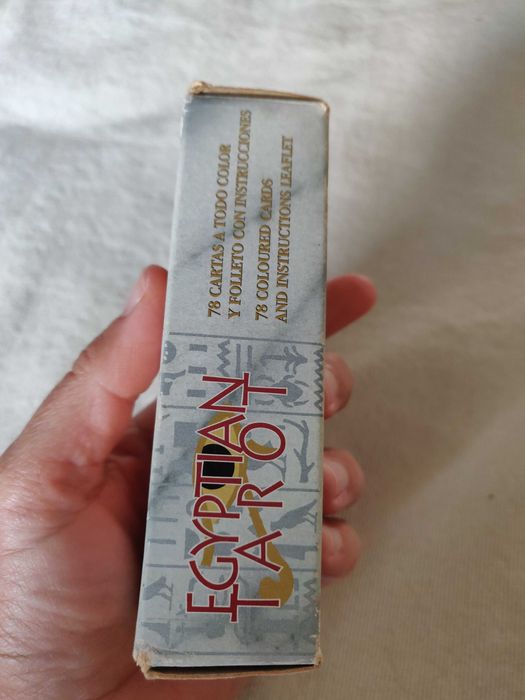 78 CARTAS A TODO COLOR
Y FOLLETO CON INSTRUCCIONES
78 COLOURED CARDS
AND INSTRUCTIONS LEAFLET
EGYPTIAN
TAROT